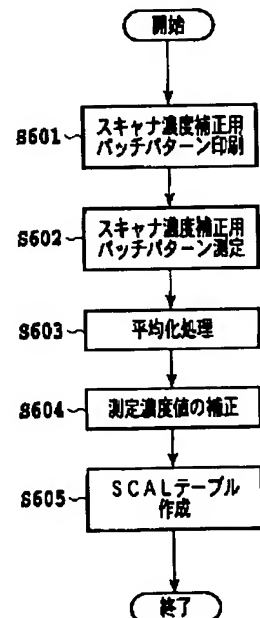 開始
S601
スキャナ濃度補正用
パッチパターン印刷
S602
スキャナ濃度補正用
パッチパターン測定
S603
平均化処理
S604
測定濃度値の補正
S605
SCALテーブル
作成
終了